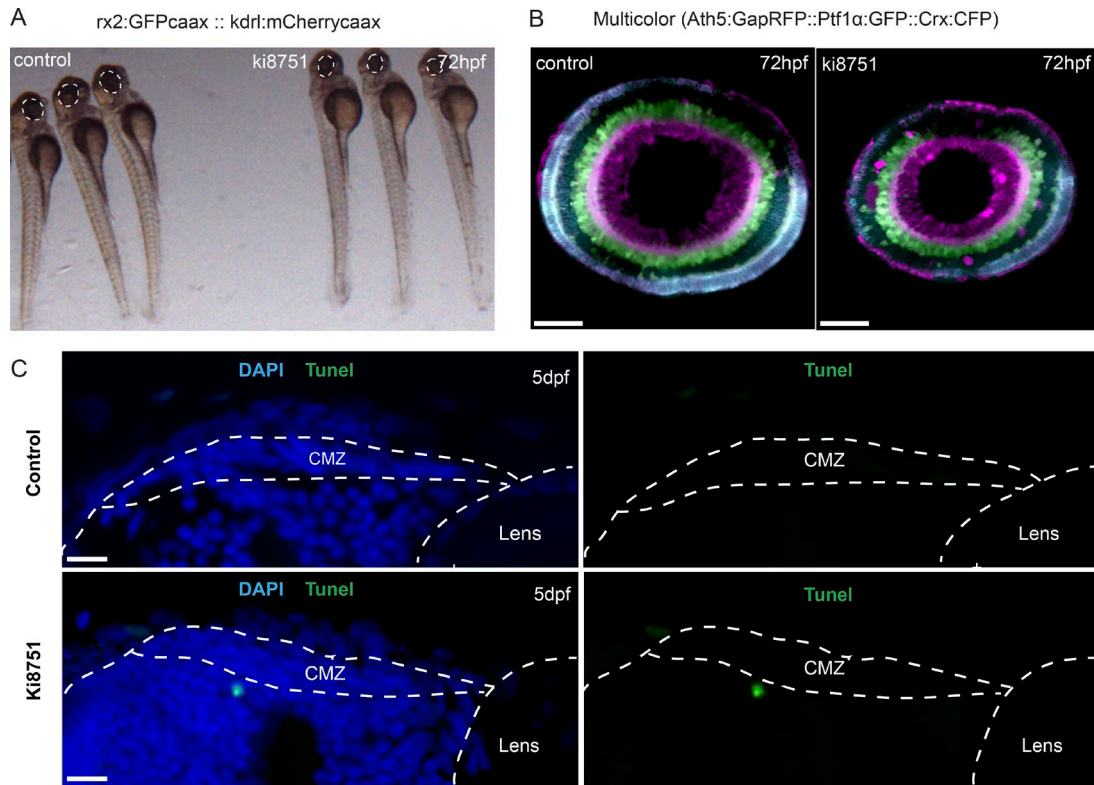 A
rx2:GFPcaax :: kdrl:mCherrycaax
control
ki8751
72hpf
B
Multicolor (Ath5:GapRFP::Ptf1α:GFP::Crx:CFP)
control
72hpf
ki8751
72hpf
C
Control
DAPI Tunel
5dpf
CMZ
Lens
Tunel
CMZ
Lens
Ki8751
DAPI Tunel
5dpf
CMZ
Lens
Tunel
CMZ
Lens